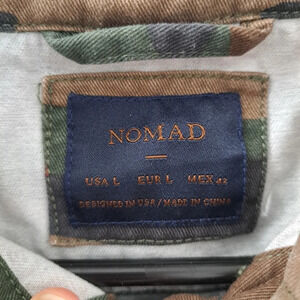 NOMAD
USA L EUR L MEX 42
DESIGNED IN USA / MADE IN CHINA